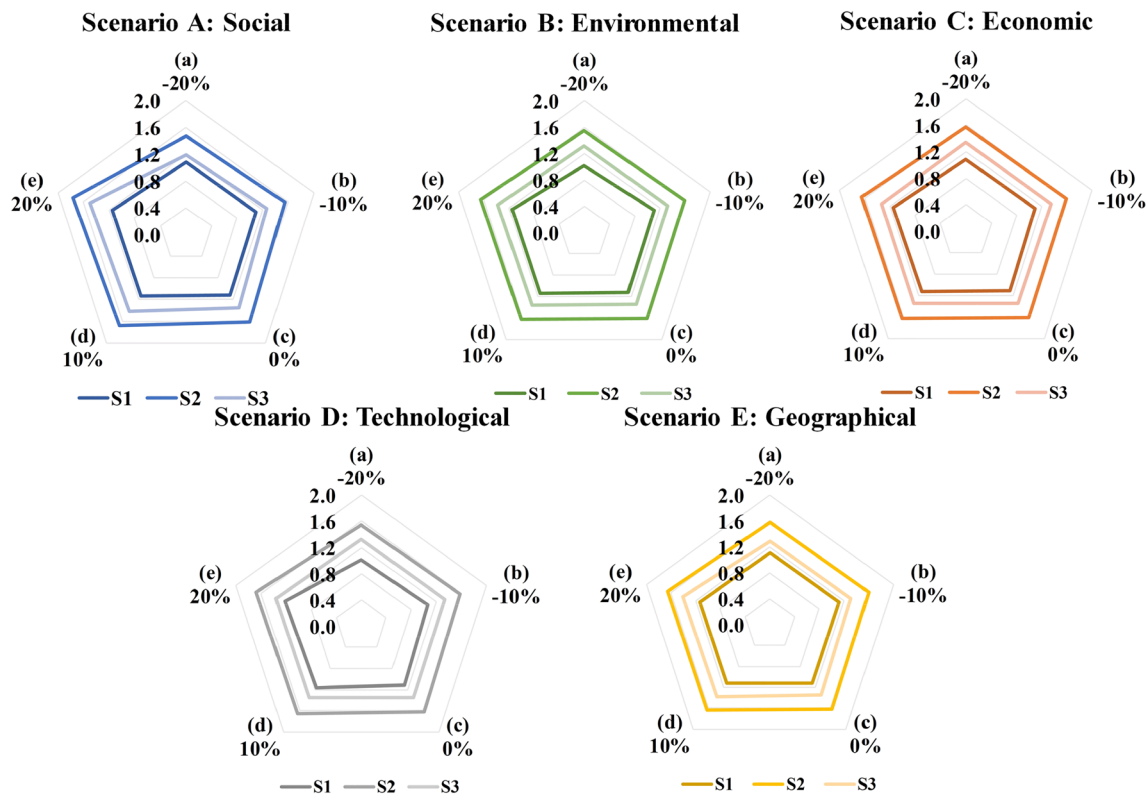 Scenario A: Social
(a)
-20%
2.0
1.6
1.2
0.8
0.4
0.0
(b)
-10%
(c)
0%
(d)
10%
(e)
20%
S1 S2 S3
Scenario B: Environmental
(a)
-20%
2.0
1.6
1.2
0.8
0.4
0.0
(b)
-10%
(c)
0%
(d)
10%
(e)
20%
S1 S2 S3
Scenario C: Economic
(a)
-20%
2.0
1.6
1.2
0.8
0.4
0.0
(b)
-10%
(c)
0%
(d)
10%
(e)
20%
S1 S2 S3
Scenario D: Technological
(a)
-20%
2.0
1.6
1.2
0.8
0.4
0.0
(b)
-10%
(c)
0%
(d)
10%
(e)
20%
S1 S2 S3
Scenario E: Geographical
(a)
-20%
2.0
1.6
1.2
0.8
0.4
0.0
(b)
-10%
(c)
0%
(d)
10%
(e)
20%
S1 S2 S3